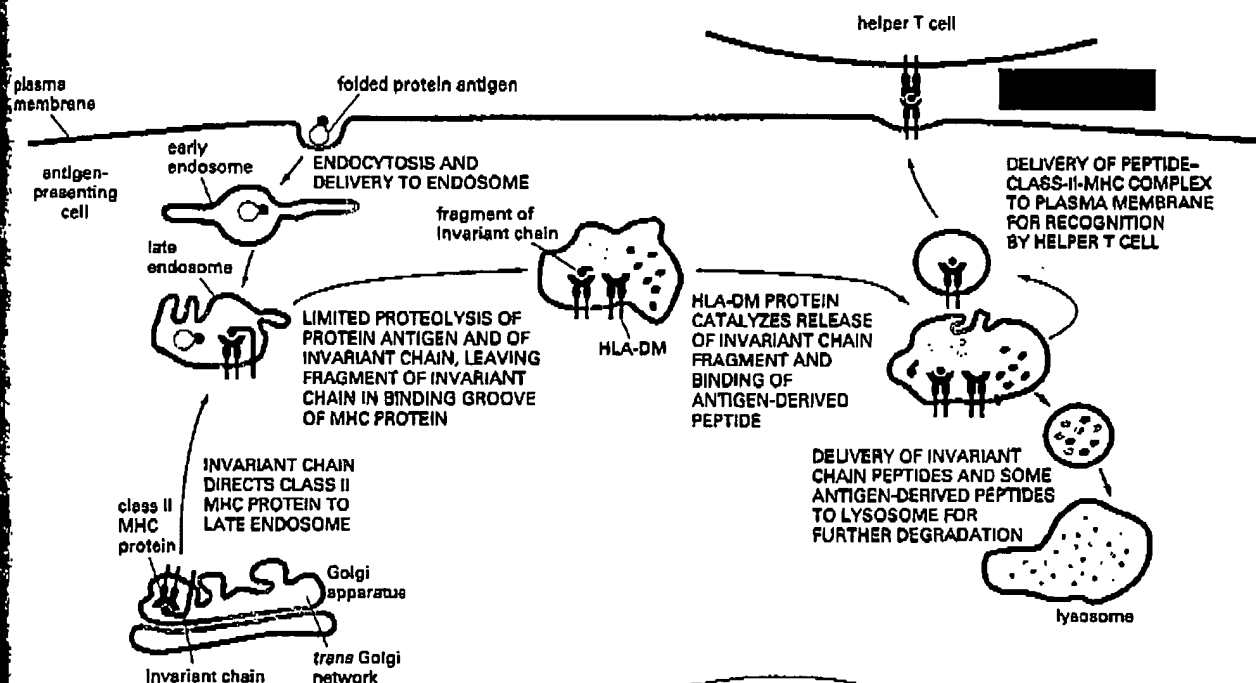 helper T cell
plasma
membrane
folded protein antigen
early
endosome
antigen-
presenting
cell
ENDOCYTOSIS AND
DELIVERY TO ENDOSOME
DELIVERY OF PEPTIDE-
CLASS-II-MHC COMPLEX
TO PLASMA MEMBRANE
FOR RECOGNITION
BY HELPER T CELL
fragment of
invariant chain
late
endosome
LIMITED PROTEOLYSIS OF
PROTEIN ANTIGEN AND OF
INVARIANT CHAIN, LEAVING
FRAGMENT OF INVARIANT
CHAIN IN BINDING GROOVE
OF MHC PROTEIN
HLA-DM
HLA-DM PROTEIN
CATALYZES RELEASE
OF INVARIANT CHAIN
FRAGMENT AND
BINDING OF
ANTIGEN-DERIVED
PEPTIDE
INVARIANT CHAIN
DIRECTS CLASS II
MHC PROTEIN TO
LATE ENDOSOME
DELIVERY OF INVARIANT
CHAIN PEPTIDES AND SOME
ANTIGEN-DERIVED PEPTIDES
TO LYSOSOME FOR
FURTHER DEGRADATION
class II
MHC
protein
Golgi
apparatus
lysosome
invariant chain
trans Golgi
network